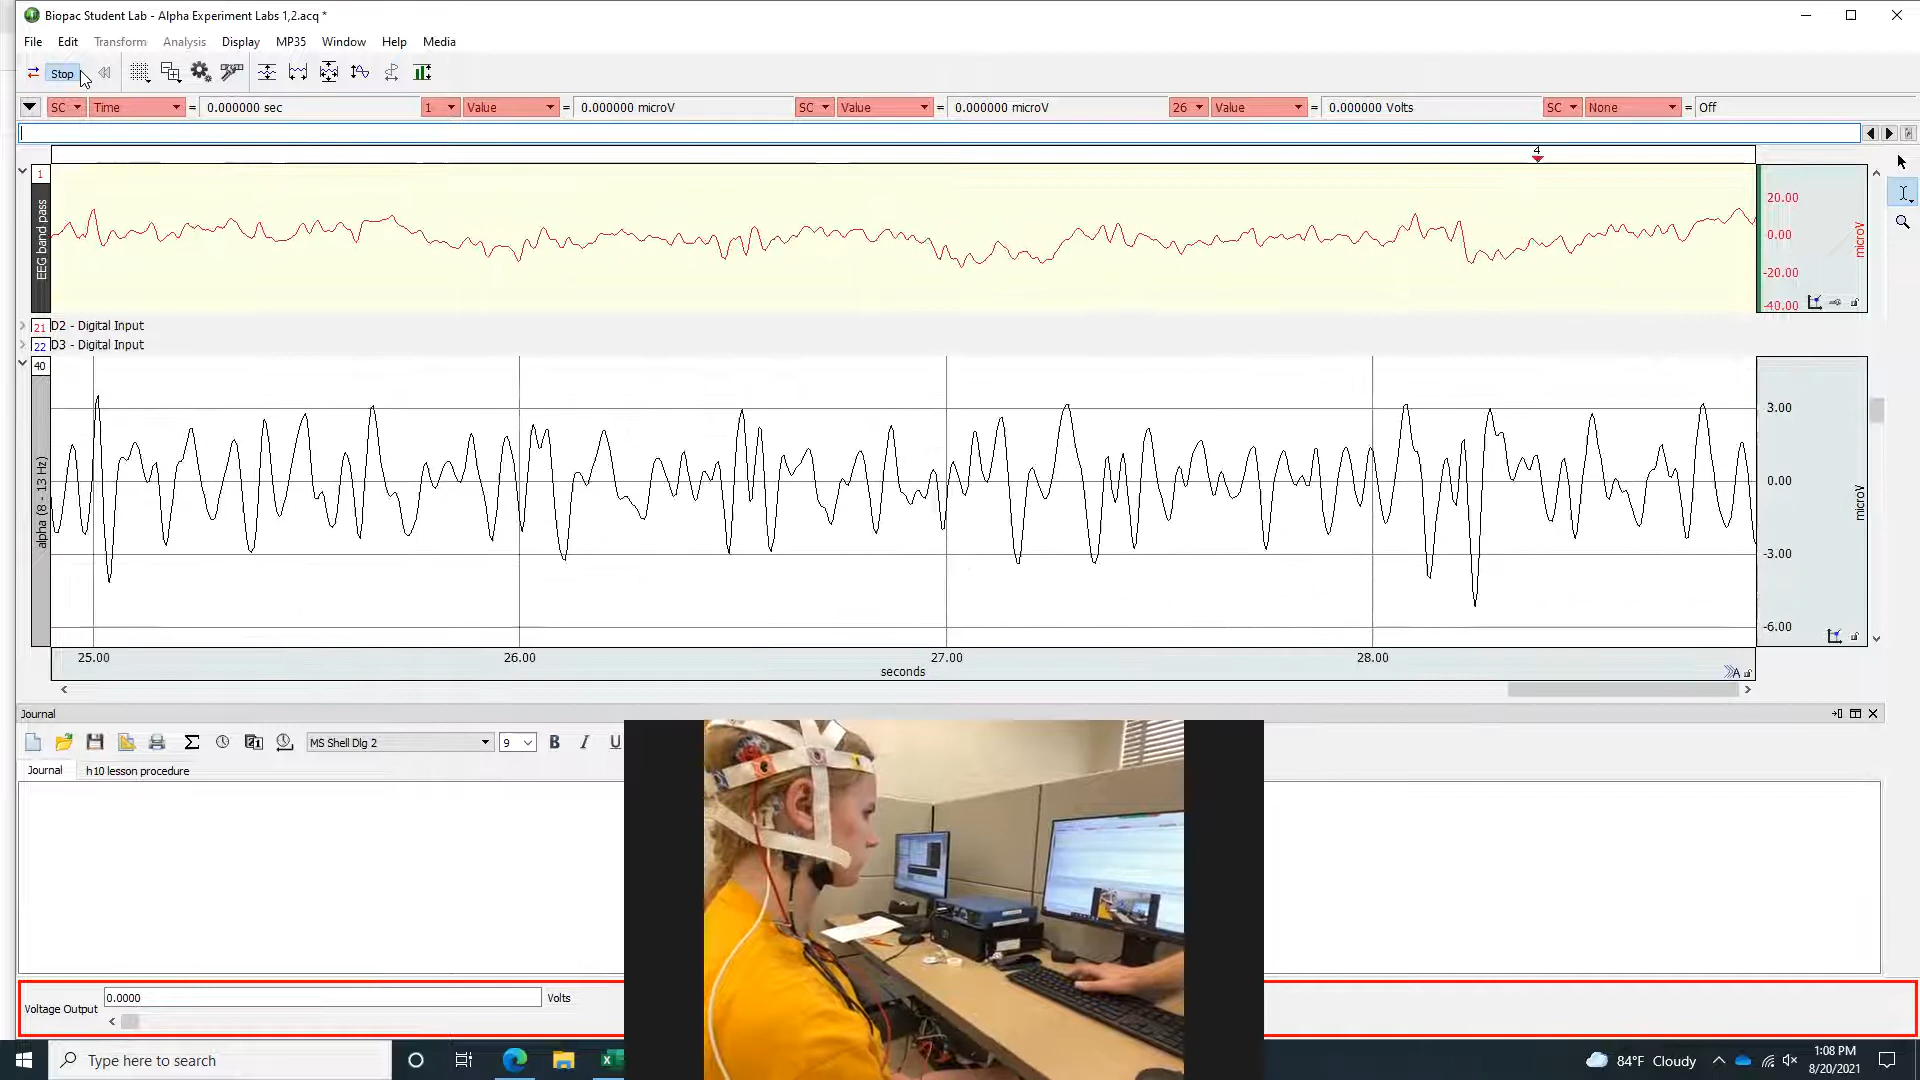 Biopac Student Lab - Alpha Experiment Labs 1,2.acq *
File Edit Transform Analysis Display MP35 Window Help Media
Stop
SC Time = 0.000000 sec 1 Value = 0.000000 microV SC Value = 0.000000 microV 26 Value = 0.000000 Volts SC None = Off
4
1
EEG band pass
20.00
0.00
-20.00
-40.00
microV
21 D2 - Digital Input
22 D3 - Digital Input
40
alpha (8 - 13 Hz)
3.00
0.00
-3.00
-6.00
microV
25.00 26.00 27.00 28.00
seconds
A
Journal
MS Shell Dlg 2 9 B I U
Journal h10 lesson procedure
Voltage Output 0.0000 Volts
Type here to search
84°F Cloudy
1:08 PM
8/20/2021